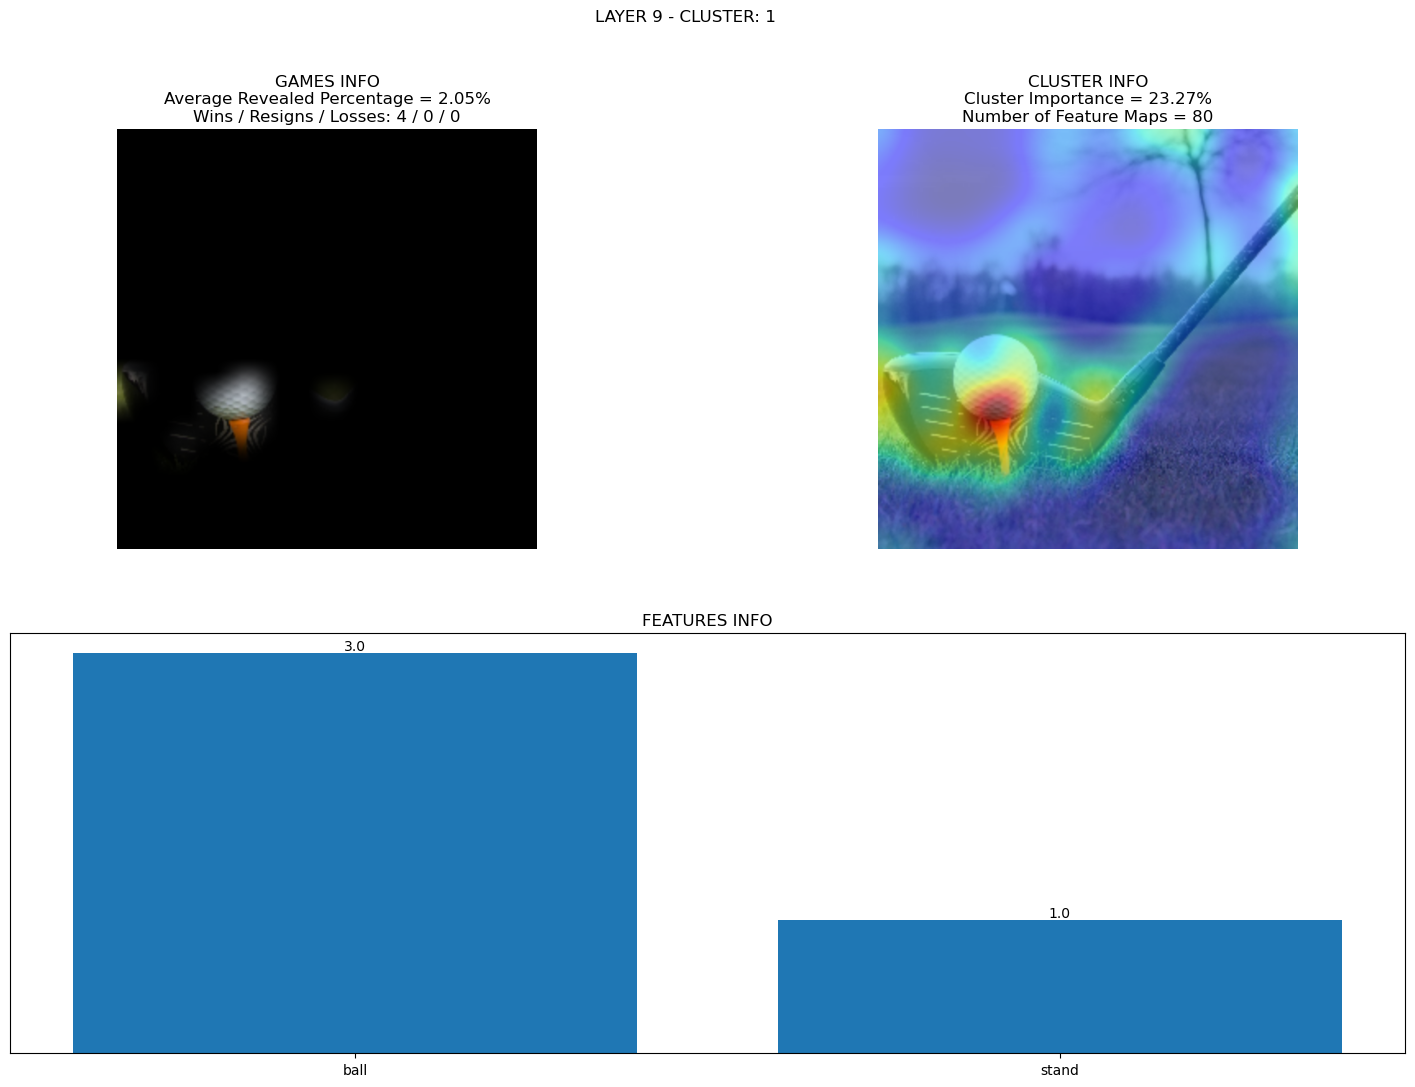 LAYER 9 - CLUSTER: 1
GAMES INFO
Average Revealed Percentage = 2.05%
Wins / Resigns / Losses: 4 / 0 / 0
CLUSTER INFO
Cluster Importance = 23.27%
Number of Feature Maps = 80
FEATURES INFO
3.0
1.0
ball
stand